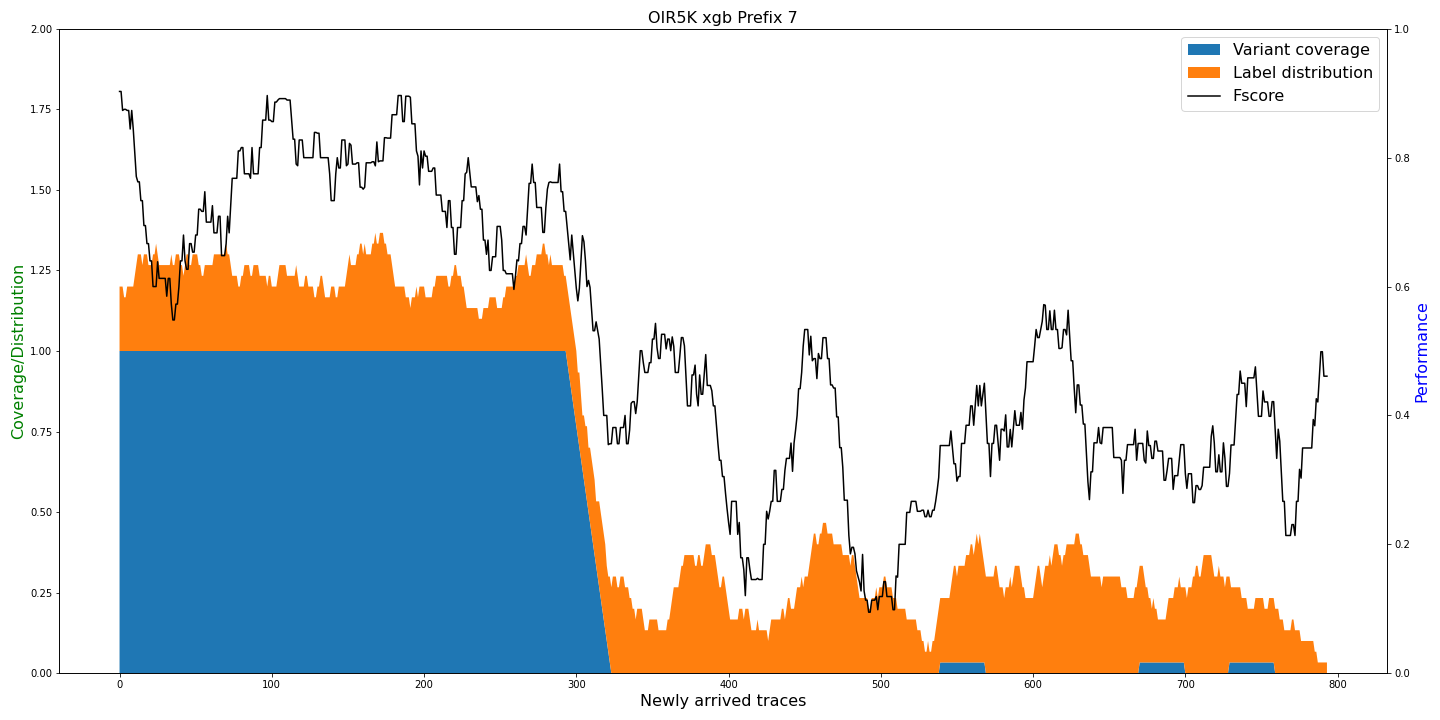 OIR5K xgb Prefix 7
Variant coverage
Label distribution
Fscore
Coverage/Distribution
2.00
1.75
1.50
1.25
1.00
0.75
0.50
0.25
0.00
Performance
1.0
0.8
0.6
0.4
0.2
0.0
0 100 200 300 400 500 600 700 800
Newly arrived traces